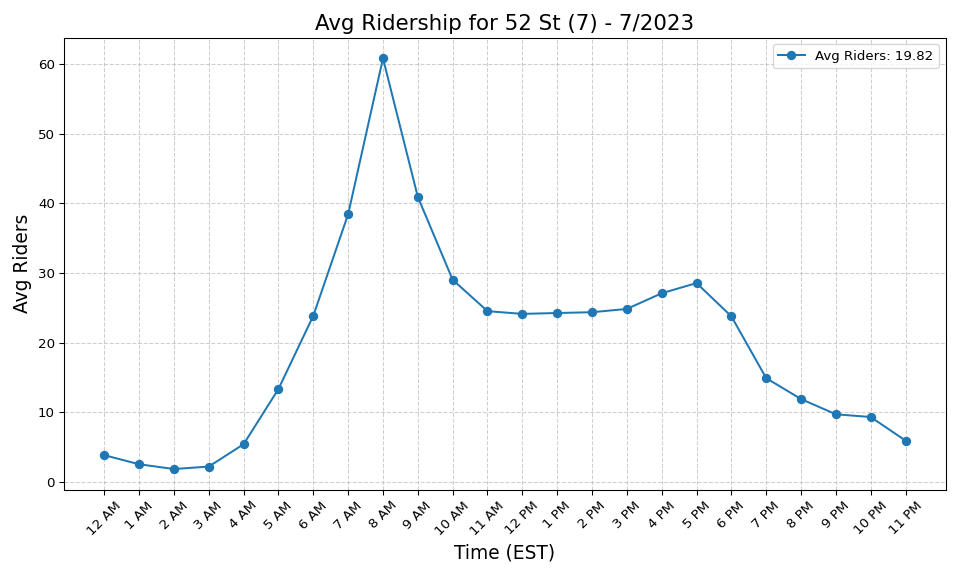 Avg Ridership for 52 St (7) - 7/2023
Avg Riders: 19.82
Avg Riders
60
50
40
30
20
10
0
12 AM 1 AM 2 AM 3 AM 4 AM 5 AM 6 AM 7 AM 8 AM 9 AM 10 AM 11 AM 12 PM 1 PM 2 PM 3 PM 4 PM 5 PM 6 PM 7 PM 8 PM 9 PM 10 PM 11 PM
Time (EST)